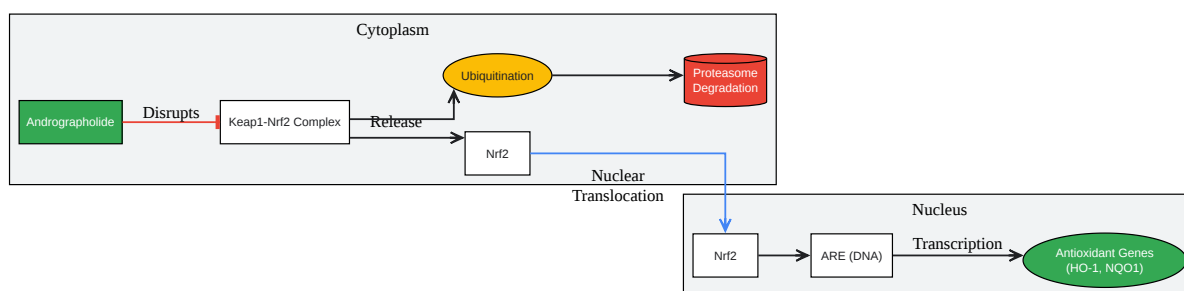 Cytoplasm
Andrographolide
Disrupts
Keap1-Nrf2 Complex
Ubiquitination
Release
Nrf2
Proteasome
Degradation
Nuclear
Translocation
Nucleus
Nrf2
ARE (DNA)
Transcription
Antioxidant Genes
(HO-1, NQO1)